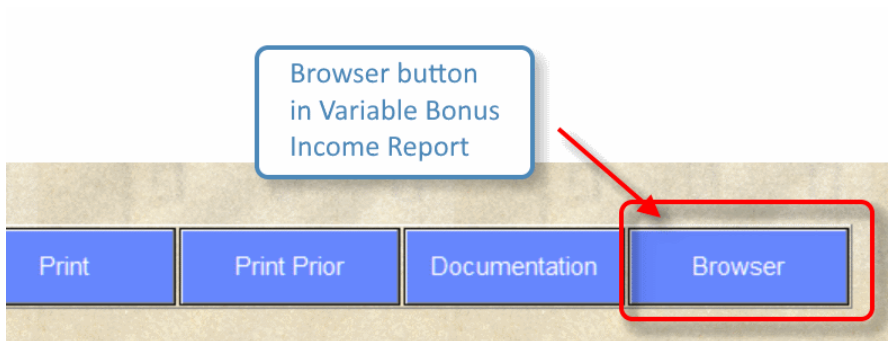 Browser button
in Variable Bonus
Income Report
Print
Print Prior
Documentation
Browser